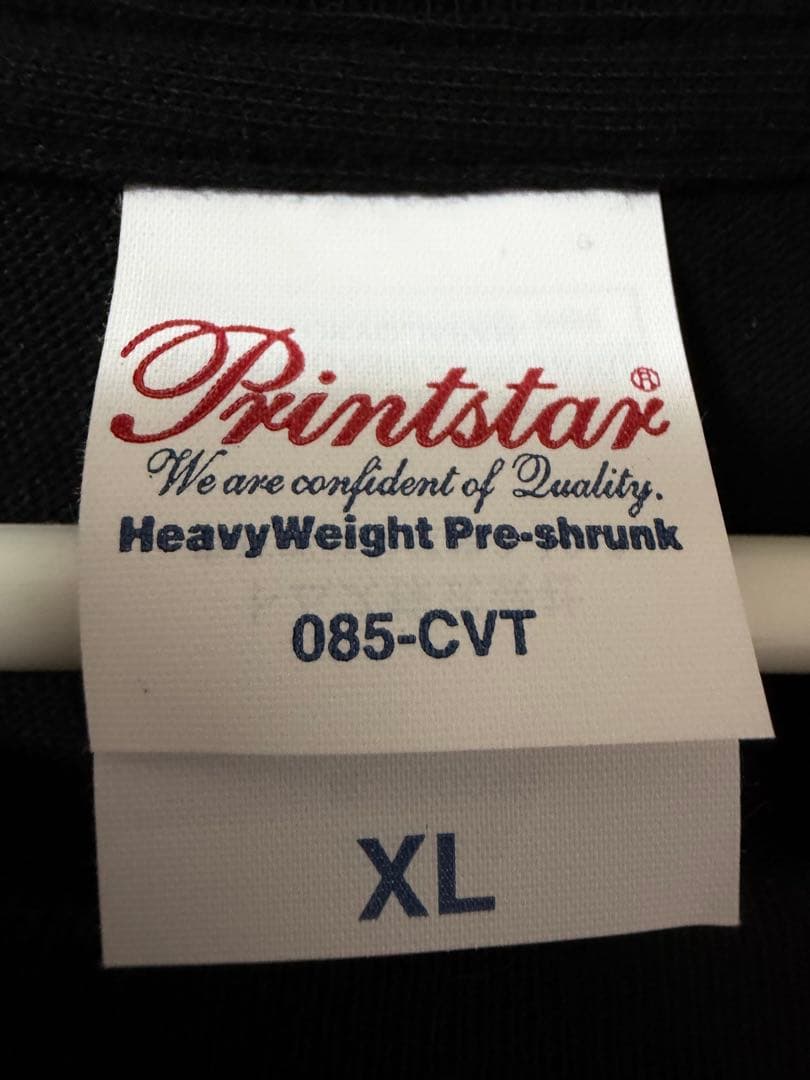 Printstar®
We are confident of Quality.
HeavyWeight Pre-shrunk
085-CVT
XL